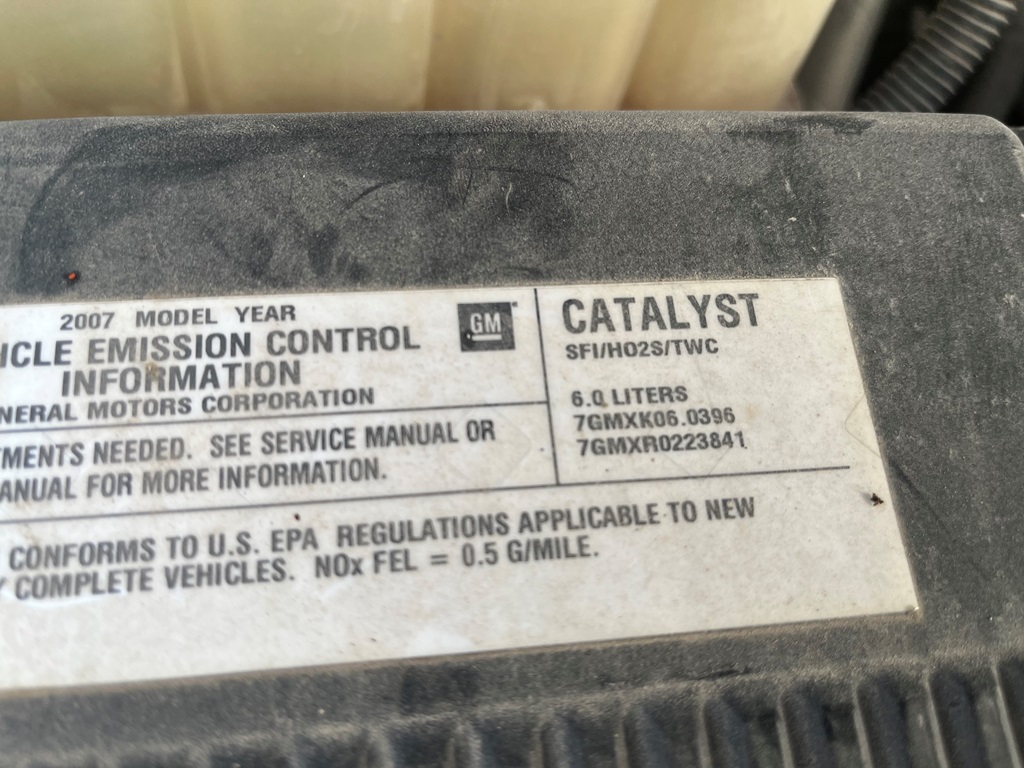 2007 MODEL YEAR
ICLE EMISSION CONTROL
INFORMATION
NERAL MOTORS CORPORATION
GM
MENTS NEEDED. SEE SERVICE MANUAL OR
ANUAL FOR MORE INFORMATION.
CATALYST
SFI/HO2S/TWC
6.0 LITERS
7GMXK06.0396
7GMXR0223841
CONFORMS TO U.S. EPA REGULATIONS APPLICABLE TO NEW
Y COMPLETE VEHICLES. NOx FEL = 0.5 G/MILE.